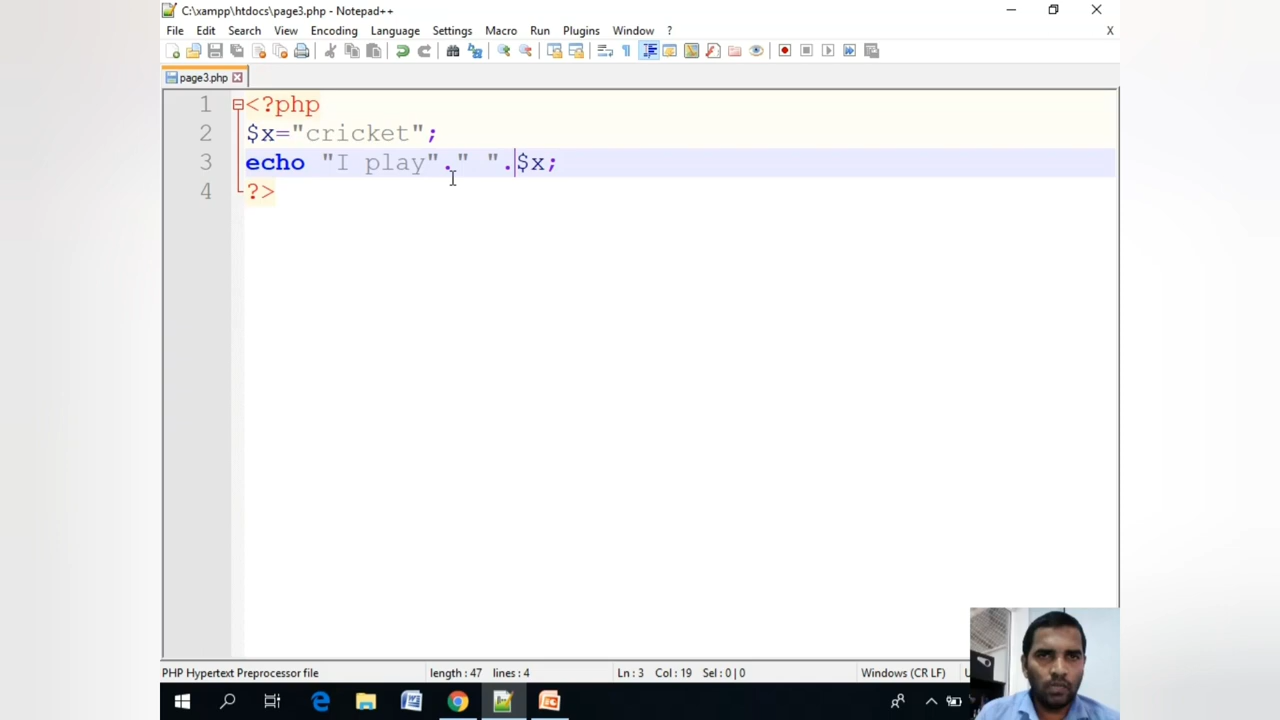 C:\xampp\htdocs\page3.php - Notepad++
File Edit Search View Encoding Language Settings Macro Run Plugins Window ? X
page3.php
1 <?php
2 $x="cricket";
3 echo "I play"." ".$x;
4 ?>
PHP Hypertext Preprocessor file length : 47 lines : 4 Ln : 3 Col : 19 Sel : 0 | 0 Windows (CR LF)